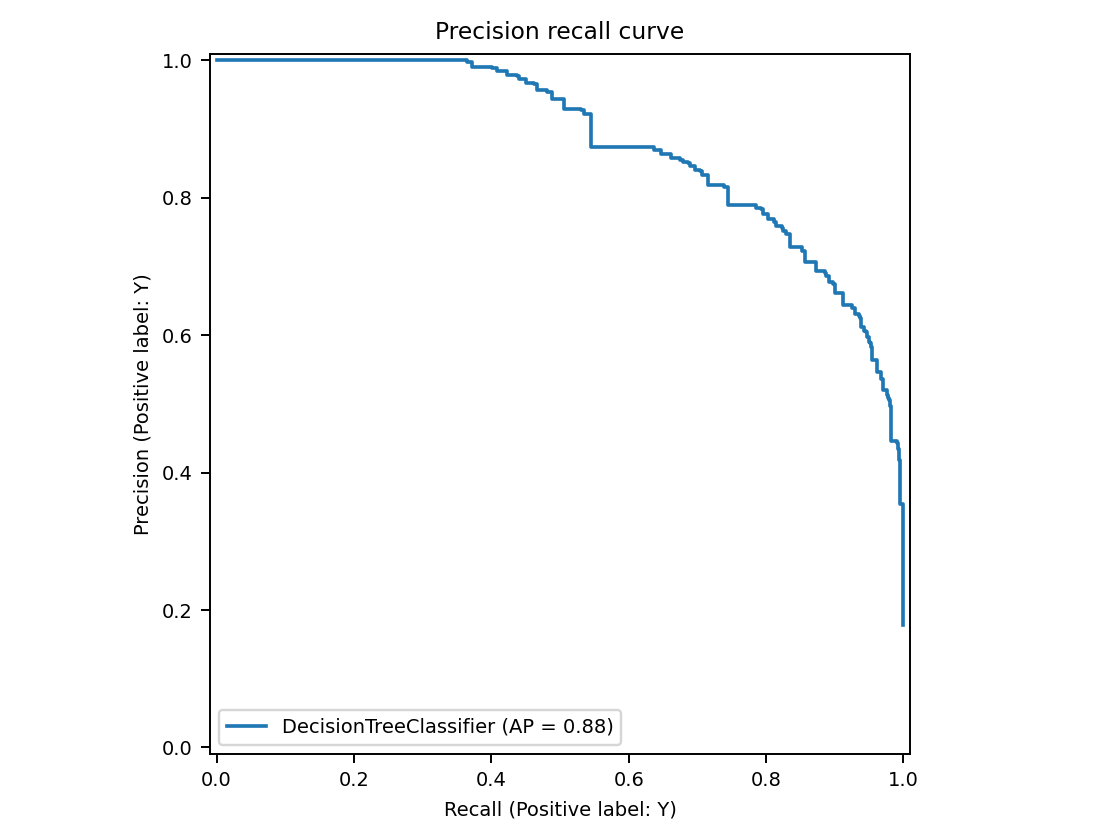 Precision recall curve
1.0
0.8
0.6
0.4
0.2
0.0
Precision (Positive label: Y)
DecisionTreeClassifier (AP = 0.88)
0.0 0.2 0.4 0.6 0.8 1.0
Recall (Positive label: Y)